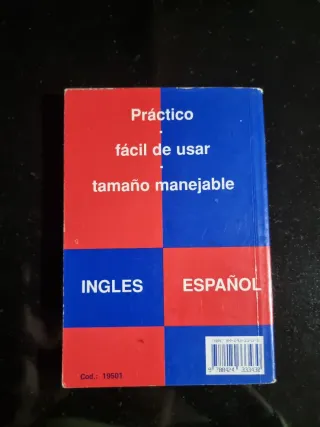 Práctico
•
fácil de usar
•
tamaño manejable
INGLES
ESPAÑOL
Cod.: 19501